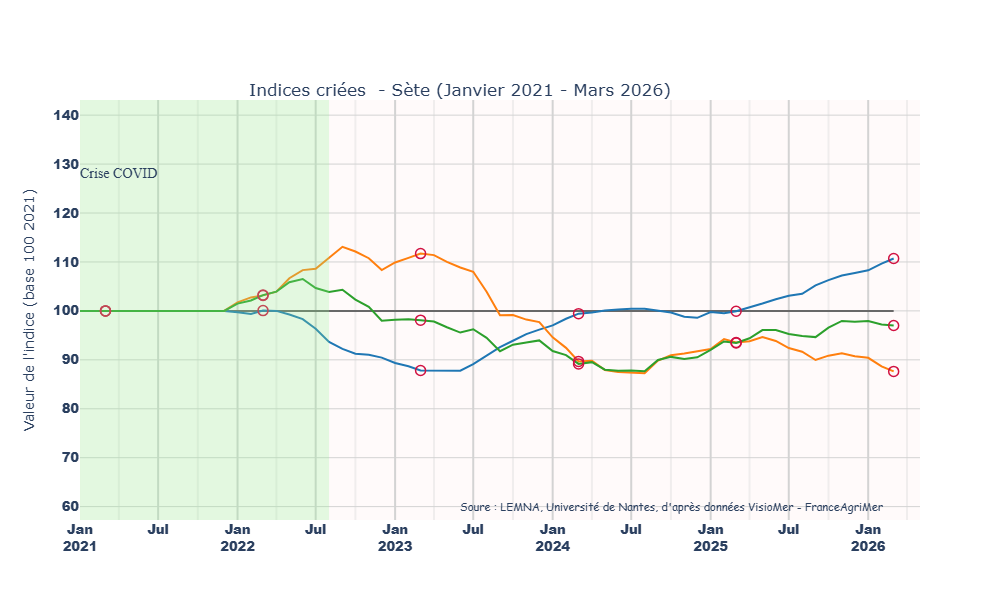 Indices criées - Sète (Janvier 2021 - Mars 2026)
Valeur de l'indice (base 100 2021)
140
130
Crise COVID
120
110
100
90
80
70
60
Soure : LEMNA, Université de Nantes, d'après données VisioMer - FranceAgriMer
Jan Jul Jan Jul Jan Jul Jan Jul Jan Jul Jan
2021 2022 2023 2024 2025 2026